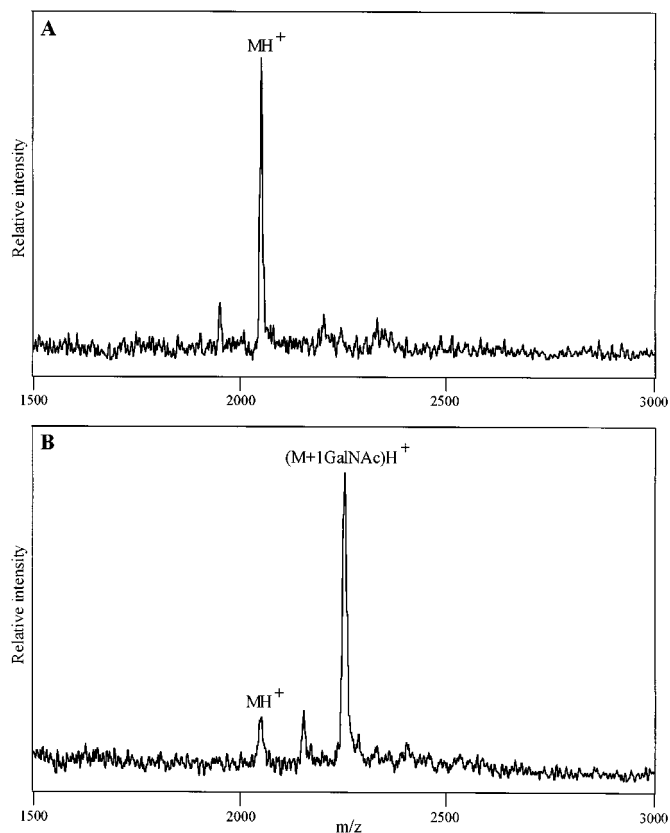 A
MH+
Relative intensity
1500 2000 2500 3000
B
(M+1GalNAc)H+
MH+
Relative intensity
1500 2000 2500 3000
m/z